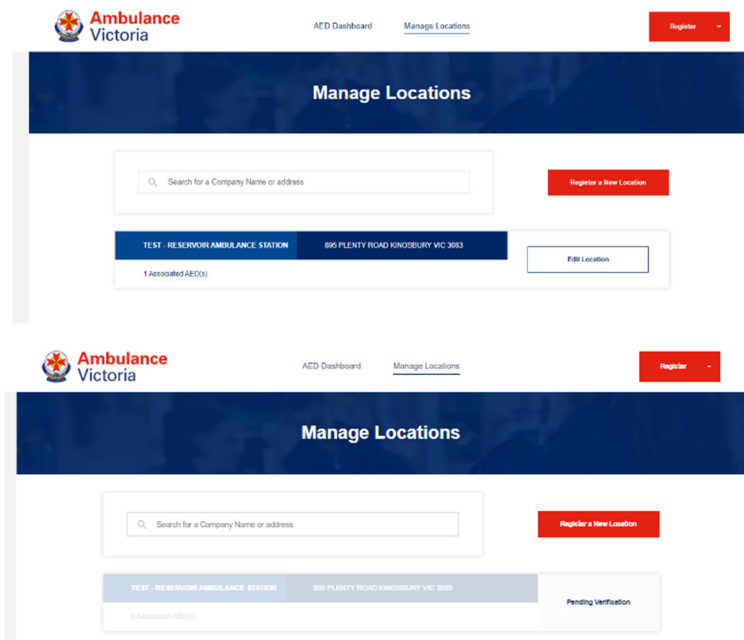 Ambulance
Victoria
AED Dashboard Manage Locations
Register
Manage Locations
Search for a Company Name or address
Register a New Location
TEST - RESERVOIR AMBULANCE STATION 895 PLENTY ROAD KINGSBURY VIC 3083
Edit Location
1 Associated AED(s)
Ambulance
Victoria
AED Dashboard Manage Locations
Register
Manage Locations
Search for a Company Name or address
Register a New Location
TEST - RESERVOIR AMBULANCE STATION 895 PLENTY ROAD KINGSBURY VIC 3083
Pending Verification
1 Associated AED(s)